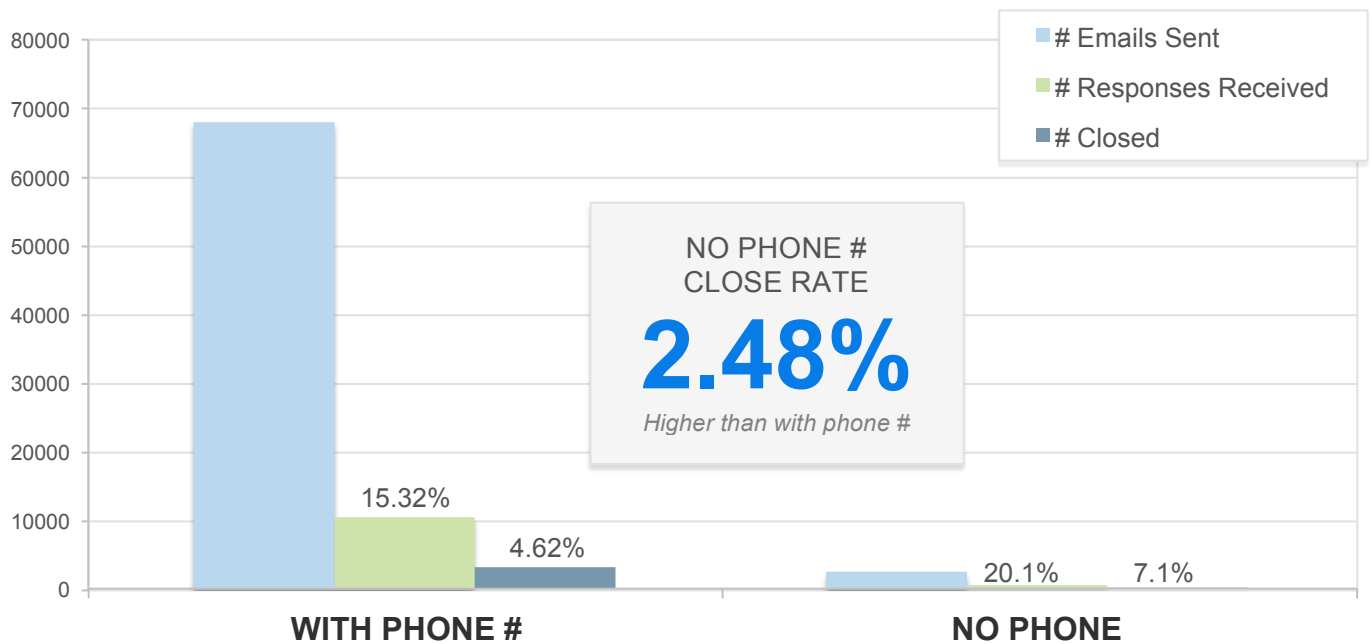 # Emails Sent
# Responses Received
# Closed
80000
70000
60000
50000
40000
30000
20000
10000
0
NO PHONE #
CLOSE RATE
2.48%
Higher than with phone #
15.32%
4.62%
20.1%
7.1%
WITH PHONE #
NO PHONE